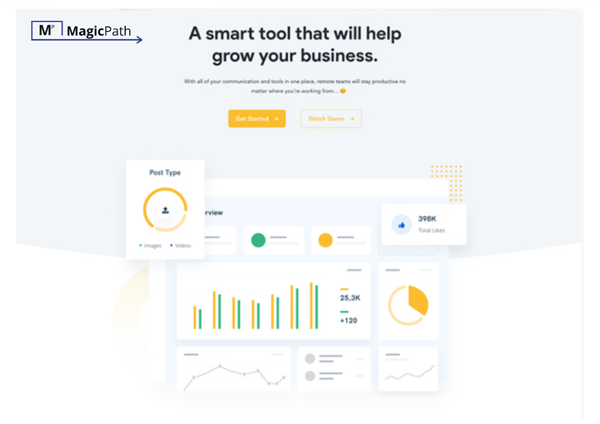 M MagicPath
A smart tool that will help
grow your business.
With all of your communication and tools in one place, remote teams will stay productive no
matter where you're working from...
Get Started
Watch Demo
Post Type
Images Videos
rview
398K
Total Likes
25,3K
+120